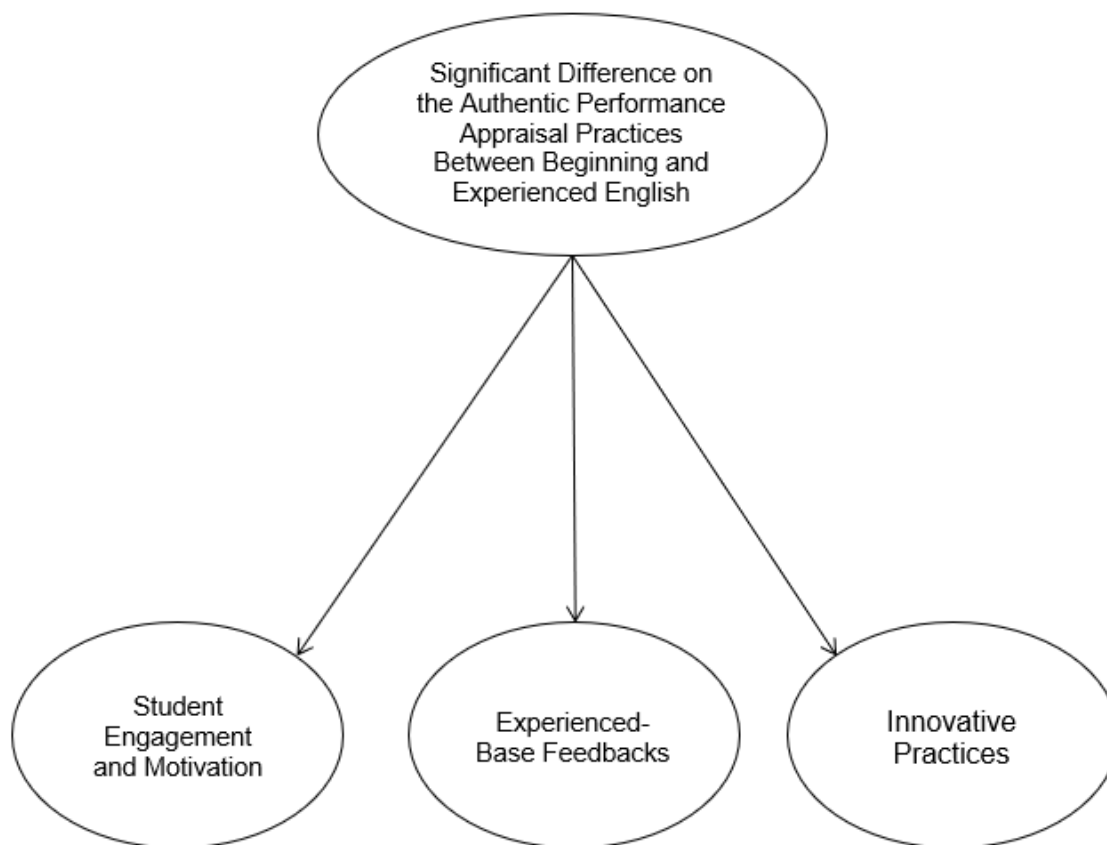 Significant Difference on
the Authentic Performance
Appraisal Practices
Between Beginning and
Experienced English
Student
Engagement
and Motivation
Experienced-
Base Feedbacks
Innovative
Practices